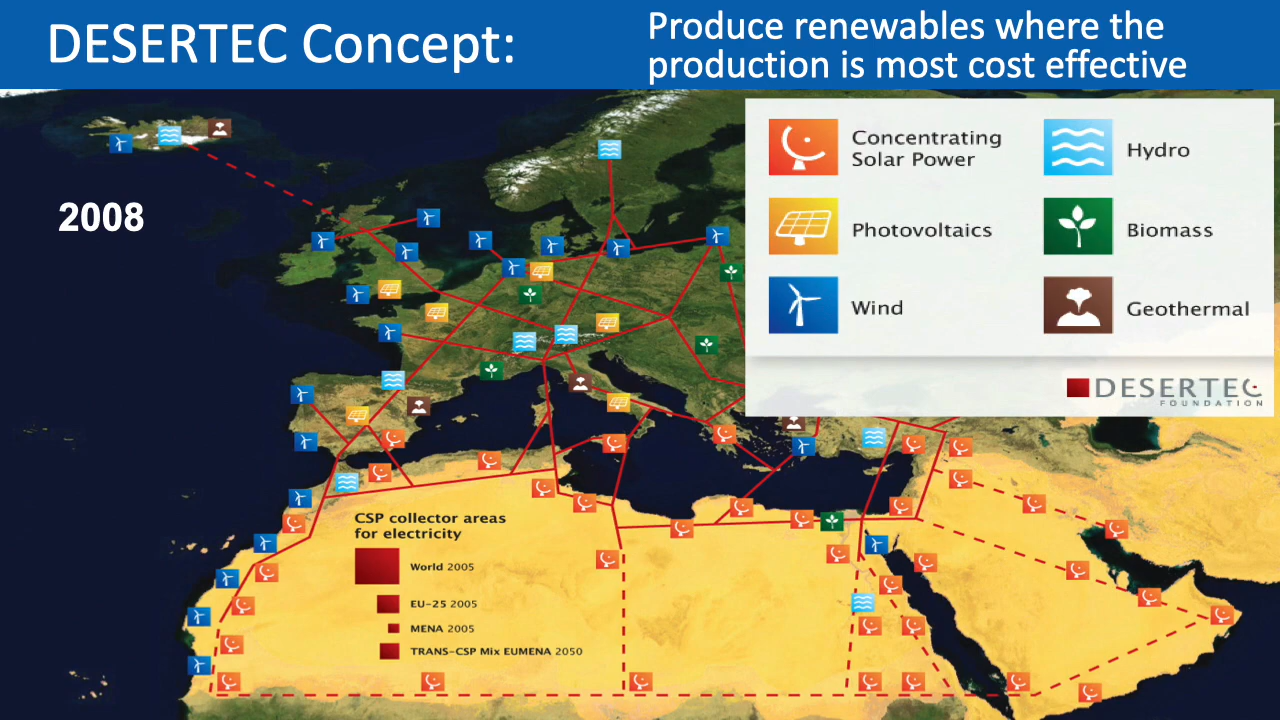 DESERTEC Concept:
Produce renewables where the
production is most cost effective
2008
Concentrating
Solar Power
Hydro
Photovoltaics
Biomass
Wind
Geothermal
DESERTEC
FOUNDATION
CSP collector areas
for electricity
World 2005
EU-25 2005
MENA 2005
TRANS-CSP Mix EUMENA 2050